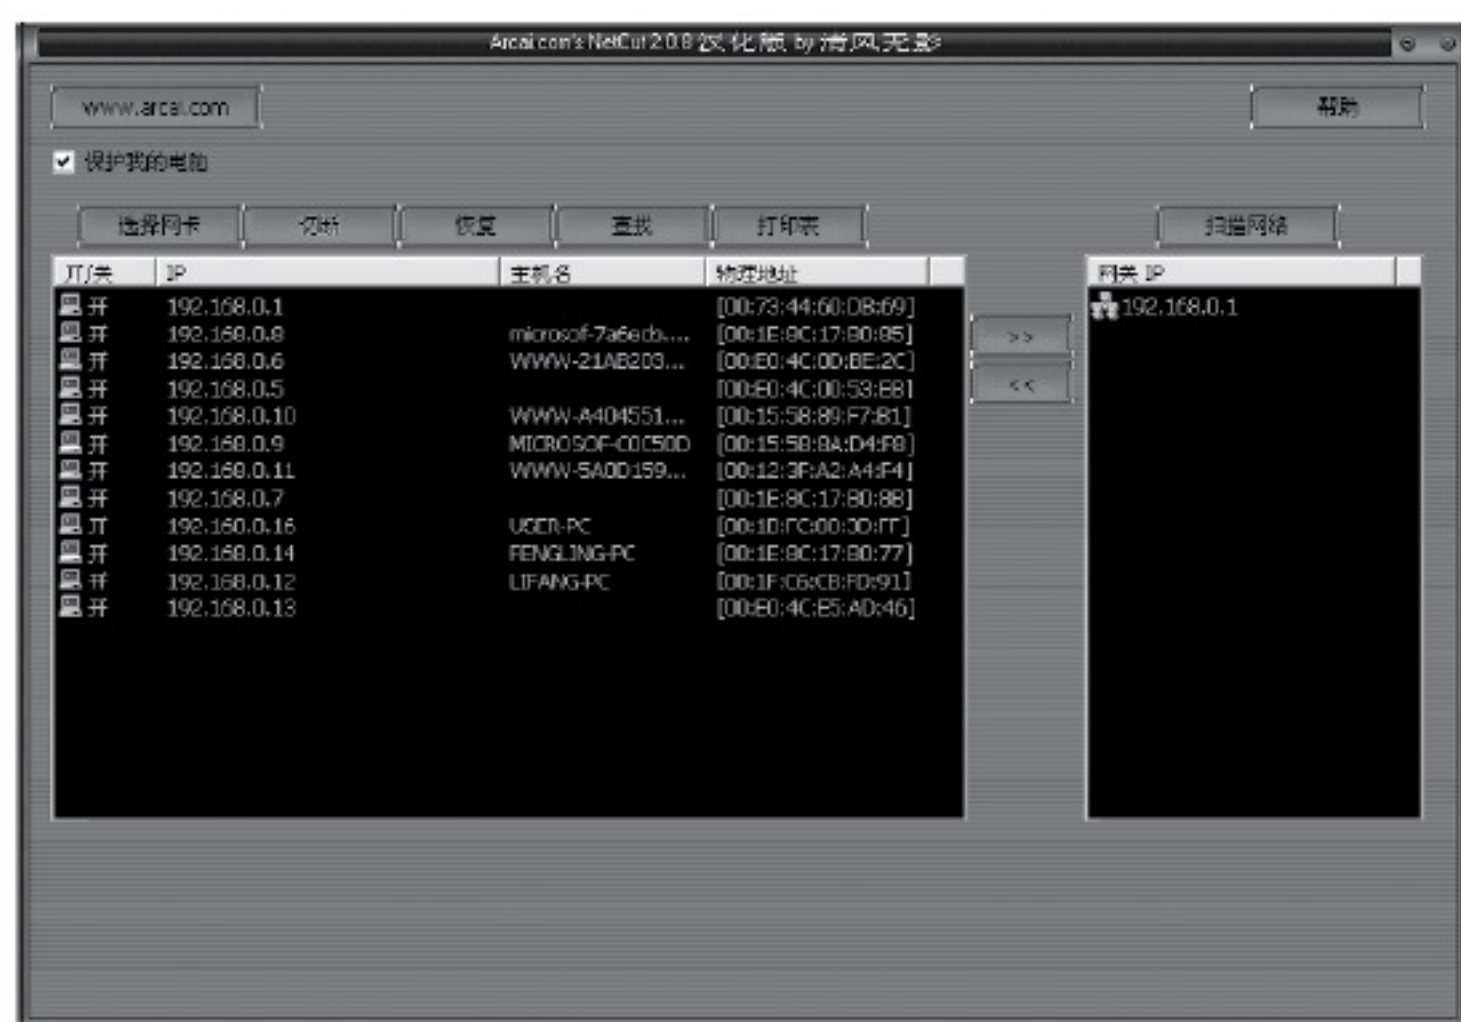 Arcai.com's NetCut 2.0.8 汉化版 by 清风无影
www.arcai.com 帮助
保护我的电脑
选择网卡 切断 恢复 查找 打印表 扫描网络
开/关 IP 主机名 物理地址 网关 IP
开 192.168.0.1 [00:73:44:60:DB:69] 192.168.0.1
开 192.168.0.8 microsof-7a6ecb.... [00:1E:8C:17:B0:85] >>
开 192.168.0.6 WWW-21AB203... [00:E0:4C:0D:BE:2C]
开 192.168.0.5 [00:E0:4C:00:53:EB] <<
开 192.168.0.10 WWW-A404551... [00:15:58:89:F7:B1]
开 192.168.0.9 MICROSOF-C0C50D [00:15:58:8A:D4:F8]
开 192.168.0.11 WWW-5A0D159... [00:12:3F:A2:A4:F4]
开 192.168.0.7 [00:1E:8C:17:B0:8B]
开 192.168.0.16 USER-PC
开 192.168.0.14 FENGLING-PC [00:1E:8C:17:B0:77]
开 192.168.0.12 LIFANG-PC [00:1F:C6:CB:FD:91]
开 192.168.0.13 [00:E0:4C:E5:AD:46]